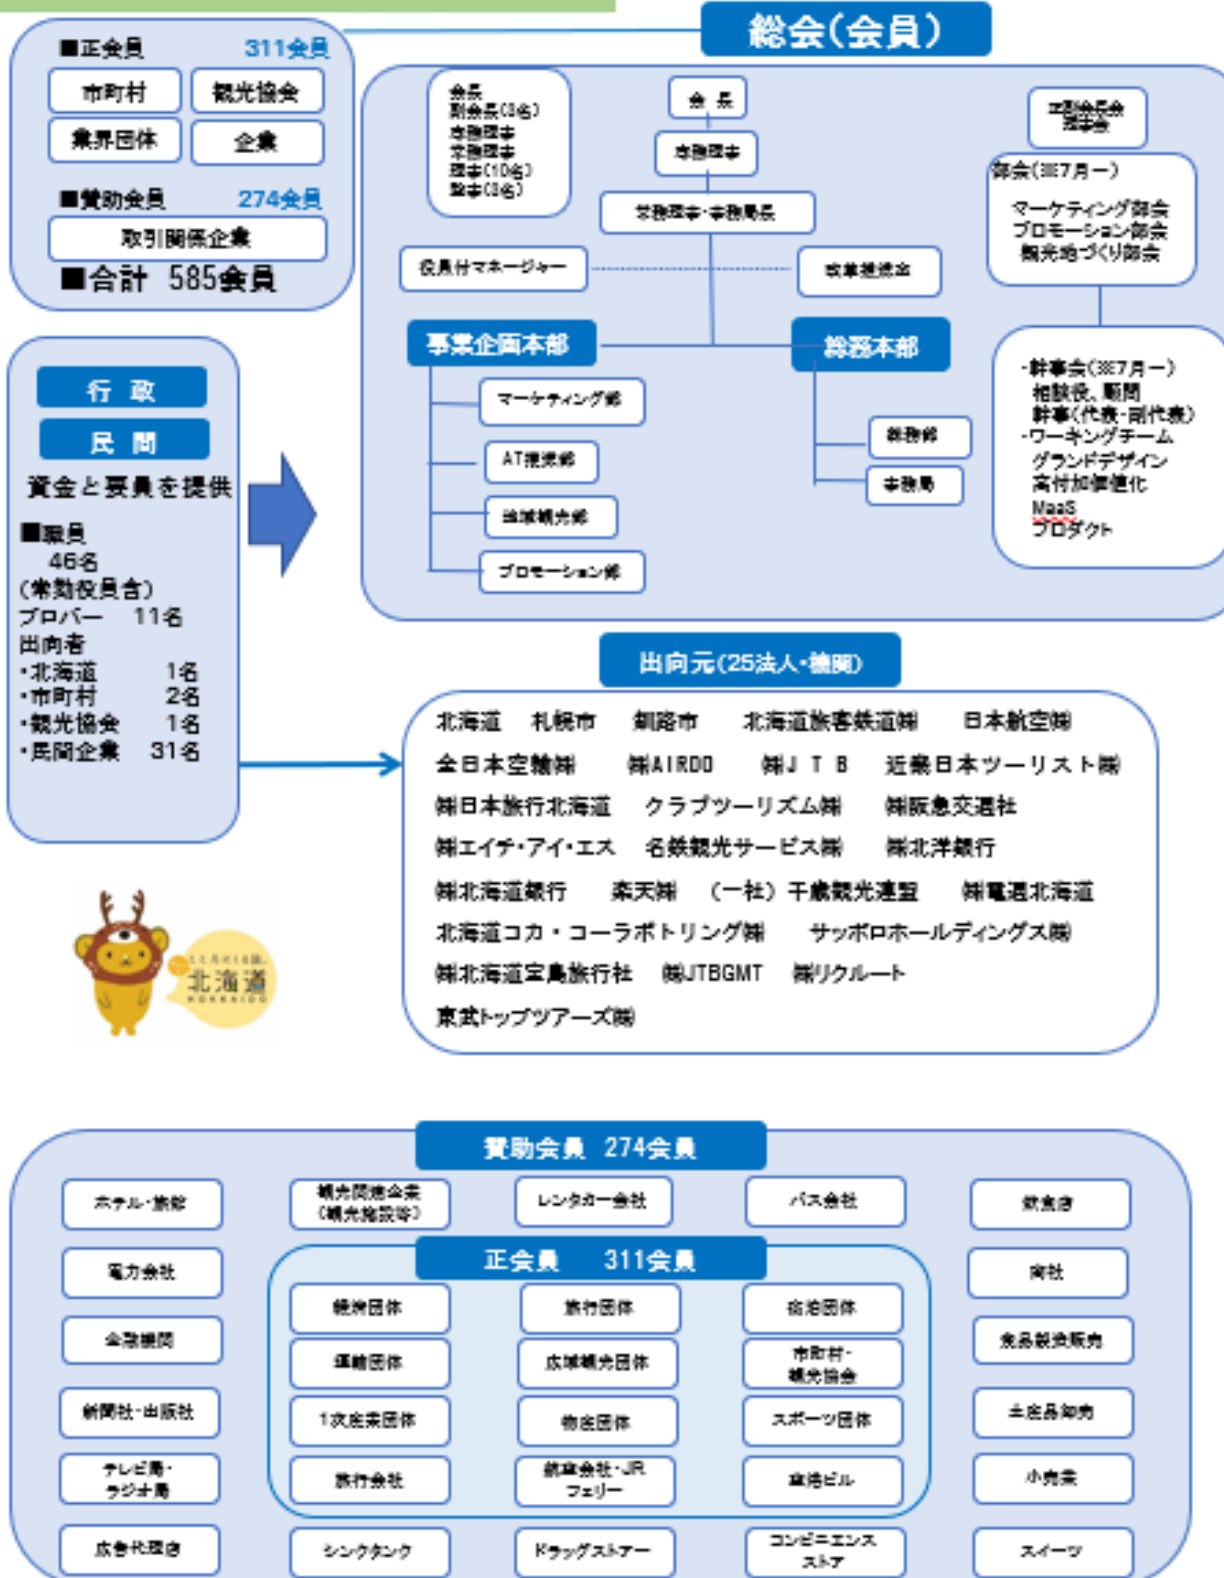 総会(会員)
■正会員 311会員
市町村 観光協会
業界団体 企業
■賛助会員 274会員
取引関係企業
■合計 585会員
会長
副会長(8名)
専務理事
常務理事
理事(10名)
監事(3名)
会 長
専務理事
常務理事・事務局長
役員付マネージャー
改革推進室
事業企画本部
マーケティング部
AT推進部
地域観光部
プロモーション部
総務本部
総務部
事務局
正副会長会
理事会
部会(※7月ー)
マーケティング部会
プロモーション部会
観光地づくり部会
・幹事会(※7月ー)
相談役、顧問
幹事(代表・副代表)
・ワーキングチーム
グランドデザイン
高付加価値化
MaaS
プロダクト
行 政
民 間
資金と要員を提供
■職員
46名
(常勤役員含)
プロパー 11名
出向者
・北海道 1名
・市町村 2名
・観光協会 1名
・民間企業 31名
出向元(25法人・機関)
北海道 札幌市 釧路市 北海道旅客鉄道㈱ 日本航空㈱
全日本空輸㈱ ㈱AIRDO ㈱JTB 近畿日本ツーリスト㈱
㈱日本旅行北海道 クラブツーリズム㈱ ㈱阪急交通社
㈱エイチ・アイ・エス 名鉄観光サービス㈱ ㈱北洋銀行
㈱北海道銀行 楽天㈱ (一社)千歳観光連盟 ㈱電通北海道
北海道コカ・コーラボトリング㈱ サッポロホールディングス㈱
㈱北海道宝島旅行社 ㈱JTBGMT ㈱リクルート
東武トップツアーズ㈱
北海道
HOKKAIDO
賛助会員 274会員
ホテル・旅館 観光関連企業(観光施設等) レンタカー会社 バス会社 飲食店
電力会社 商社
正会員 311会員
経済団体 旅行団体 宿泊団体
金融機関 食品製造販売
運輸団体 広域観光団体 市町村・観光協会
新聞社・出版社 1次産業団体 物産団体 スポーツ団体 土産品卸売
テレビ局・ラジオ局 旅行会社 航空会社・JRフェリー 空港ビル 小売業
広告代理店 シンクタンク ドラッグストアー コンビニエンスストア スイーツ